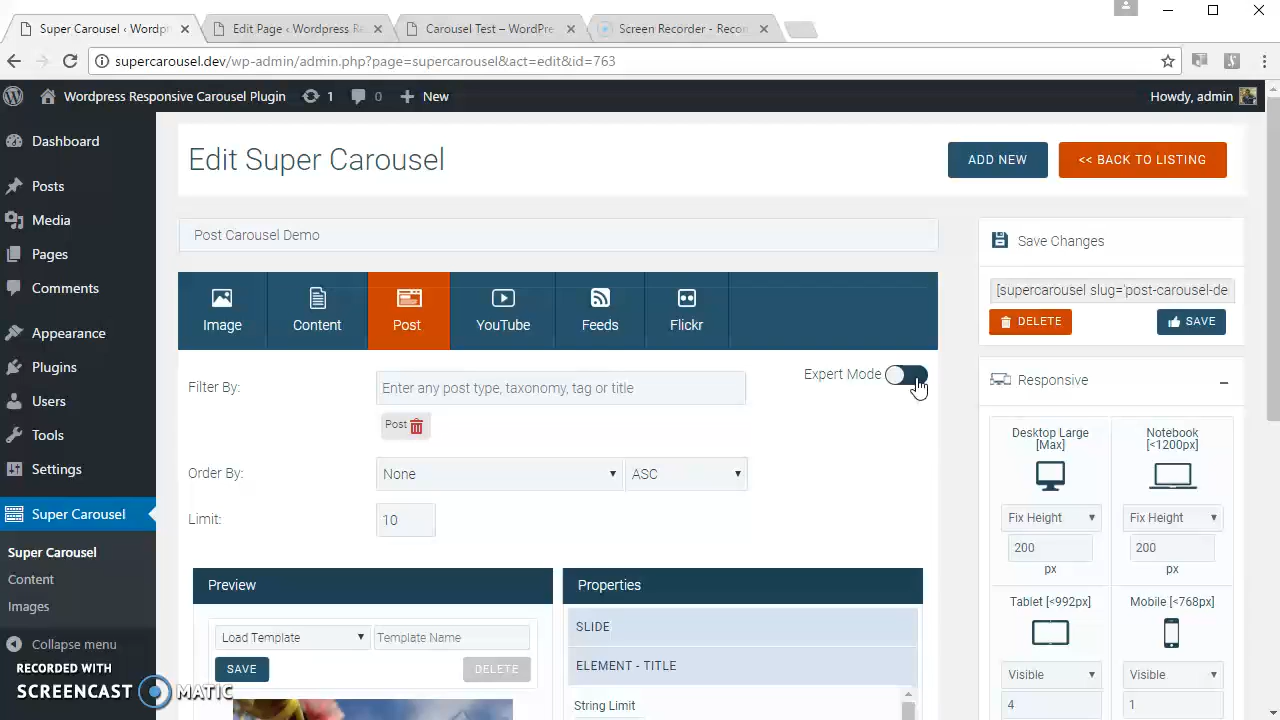 Super Carousel ‹ Wordp
Edit Page ‹ Wordpress R
Carousel Test – WordPre
Screen Recorder - Recor
supercarousel.dev/wp-admin/admin.php?page=supercarousel&act=edit&id=763
Wordpress Responsive Carousel Plugin
1
0
New
Howdy, admin
Dashboard
Posts
Media
Pages
Comments
Appearance
Plugins
Users
Tools
Settings
Super Carousel
Super Carousel
Content
Images
Collapse menu
RECORDED WITH
SCREENCAST MATIC
Edit Super Carousel
ADD NEW
<< BACK TO LISTING
Post Carousel Demo
Image
Content
Post
YouTube
Feeds
Flickr
Filter By:
Enter any post type, taxonomy, tag or title
Expert Mode
Post
Order By:
None
ASC
Limit:
10
Preview
Load Template
Template Name
SAVE
DELETE
Properties
SLIDE
ELEMENT - TITLE
String Limit
Save Changes
[supercarousel slug='post-carousel-de
DELETE
SAVE
Responsive
Desktop Large
[Max]
Fix Height
200
px
Notebook
[<1200px]
Fix Height
200
px
Tablet [<992px]
Visible
4
Mobile [<768px]
Visible
1